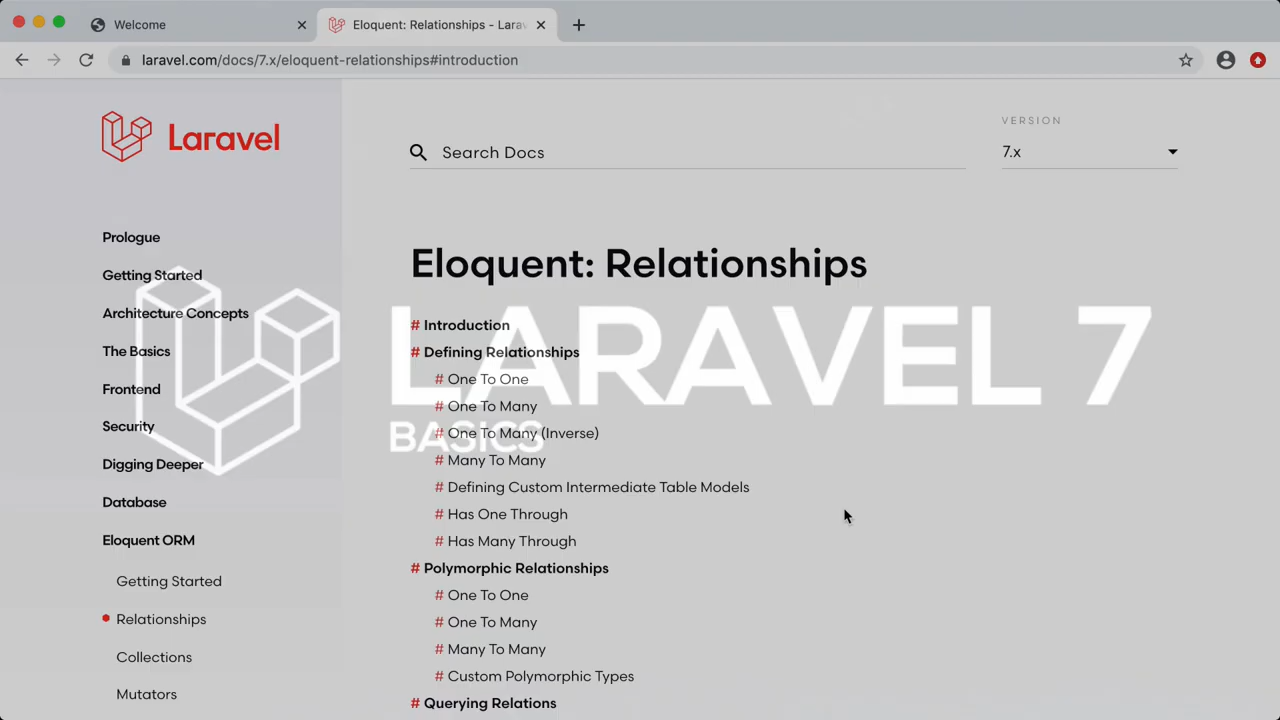 Welcome
Eloquent: Relationships - Larav
laravel.com/docs/7.x/eloquent-relationships#introduction
Laravel
Search Docs
VERSION
7.x
Prologue
Getting Started
Architecture Concepts
The Basics
Frontend
Security
Digging Deeper
Database
Eloquent ORM
Getting Started
Relationships
Collections
Mutators
Eloquent: Relationships
# Introduction
# Defining Relationships
# One To One
# One To Many
# One To Many (Inverse)
# Many To Many
# Defining Custom Intermediate Table Models
# Has One Through
# Has Many Through
# Polymorphic Relationships
# One To One
# One To Many
# Many To Many
# Custom Polymorphic Types
# Querying Relations
LARAVEL 7
BASICS